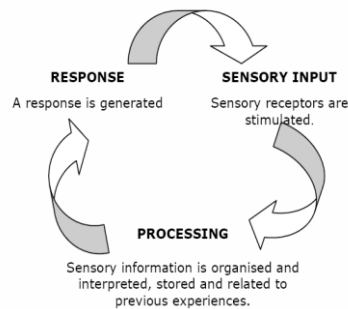 RESPONSE
A response is generated
SENSORY INPUT
Sensory receptors are
stimulated.
PROCESSING
Sensory information is organised and
interpreted, stored and related to
previous experiences.